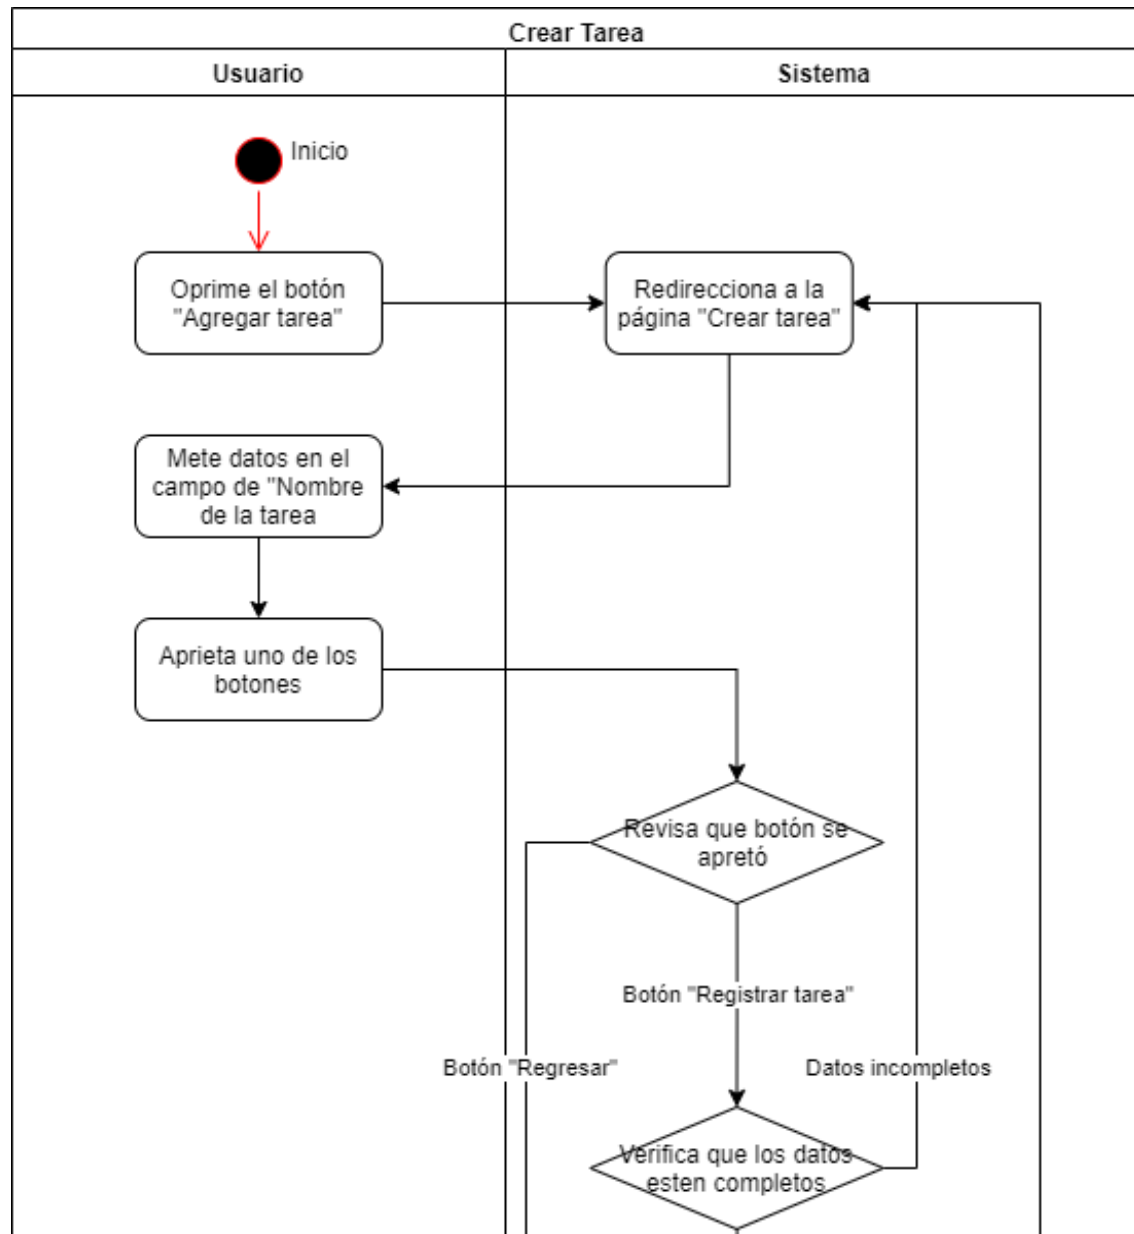 Crear Tarea
Usuario
Sistema
Inicio
Oprime el botón
"Agregar tarea"
Redirecciona a la
página "Crear tarea"
Mete datos en el
campo de "Nombre
de la tarea
Aprieta uno de los
botones
Revisa que botón se
apretó
Botón "Registrar tarea"
Botón "Regresar"
Datos incompletos
Verifica que los datos
esten completos